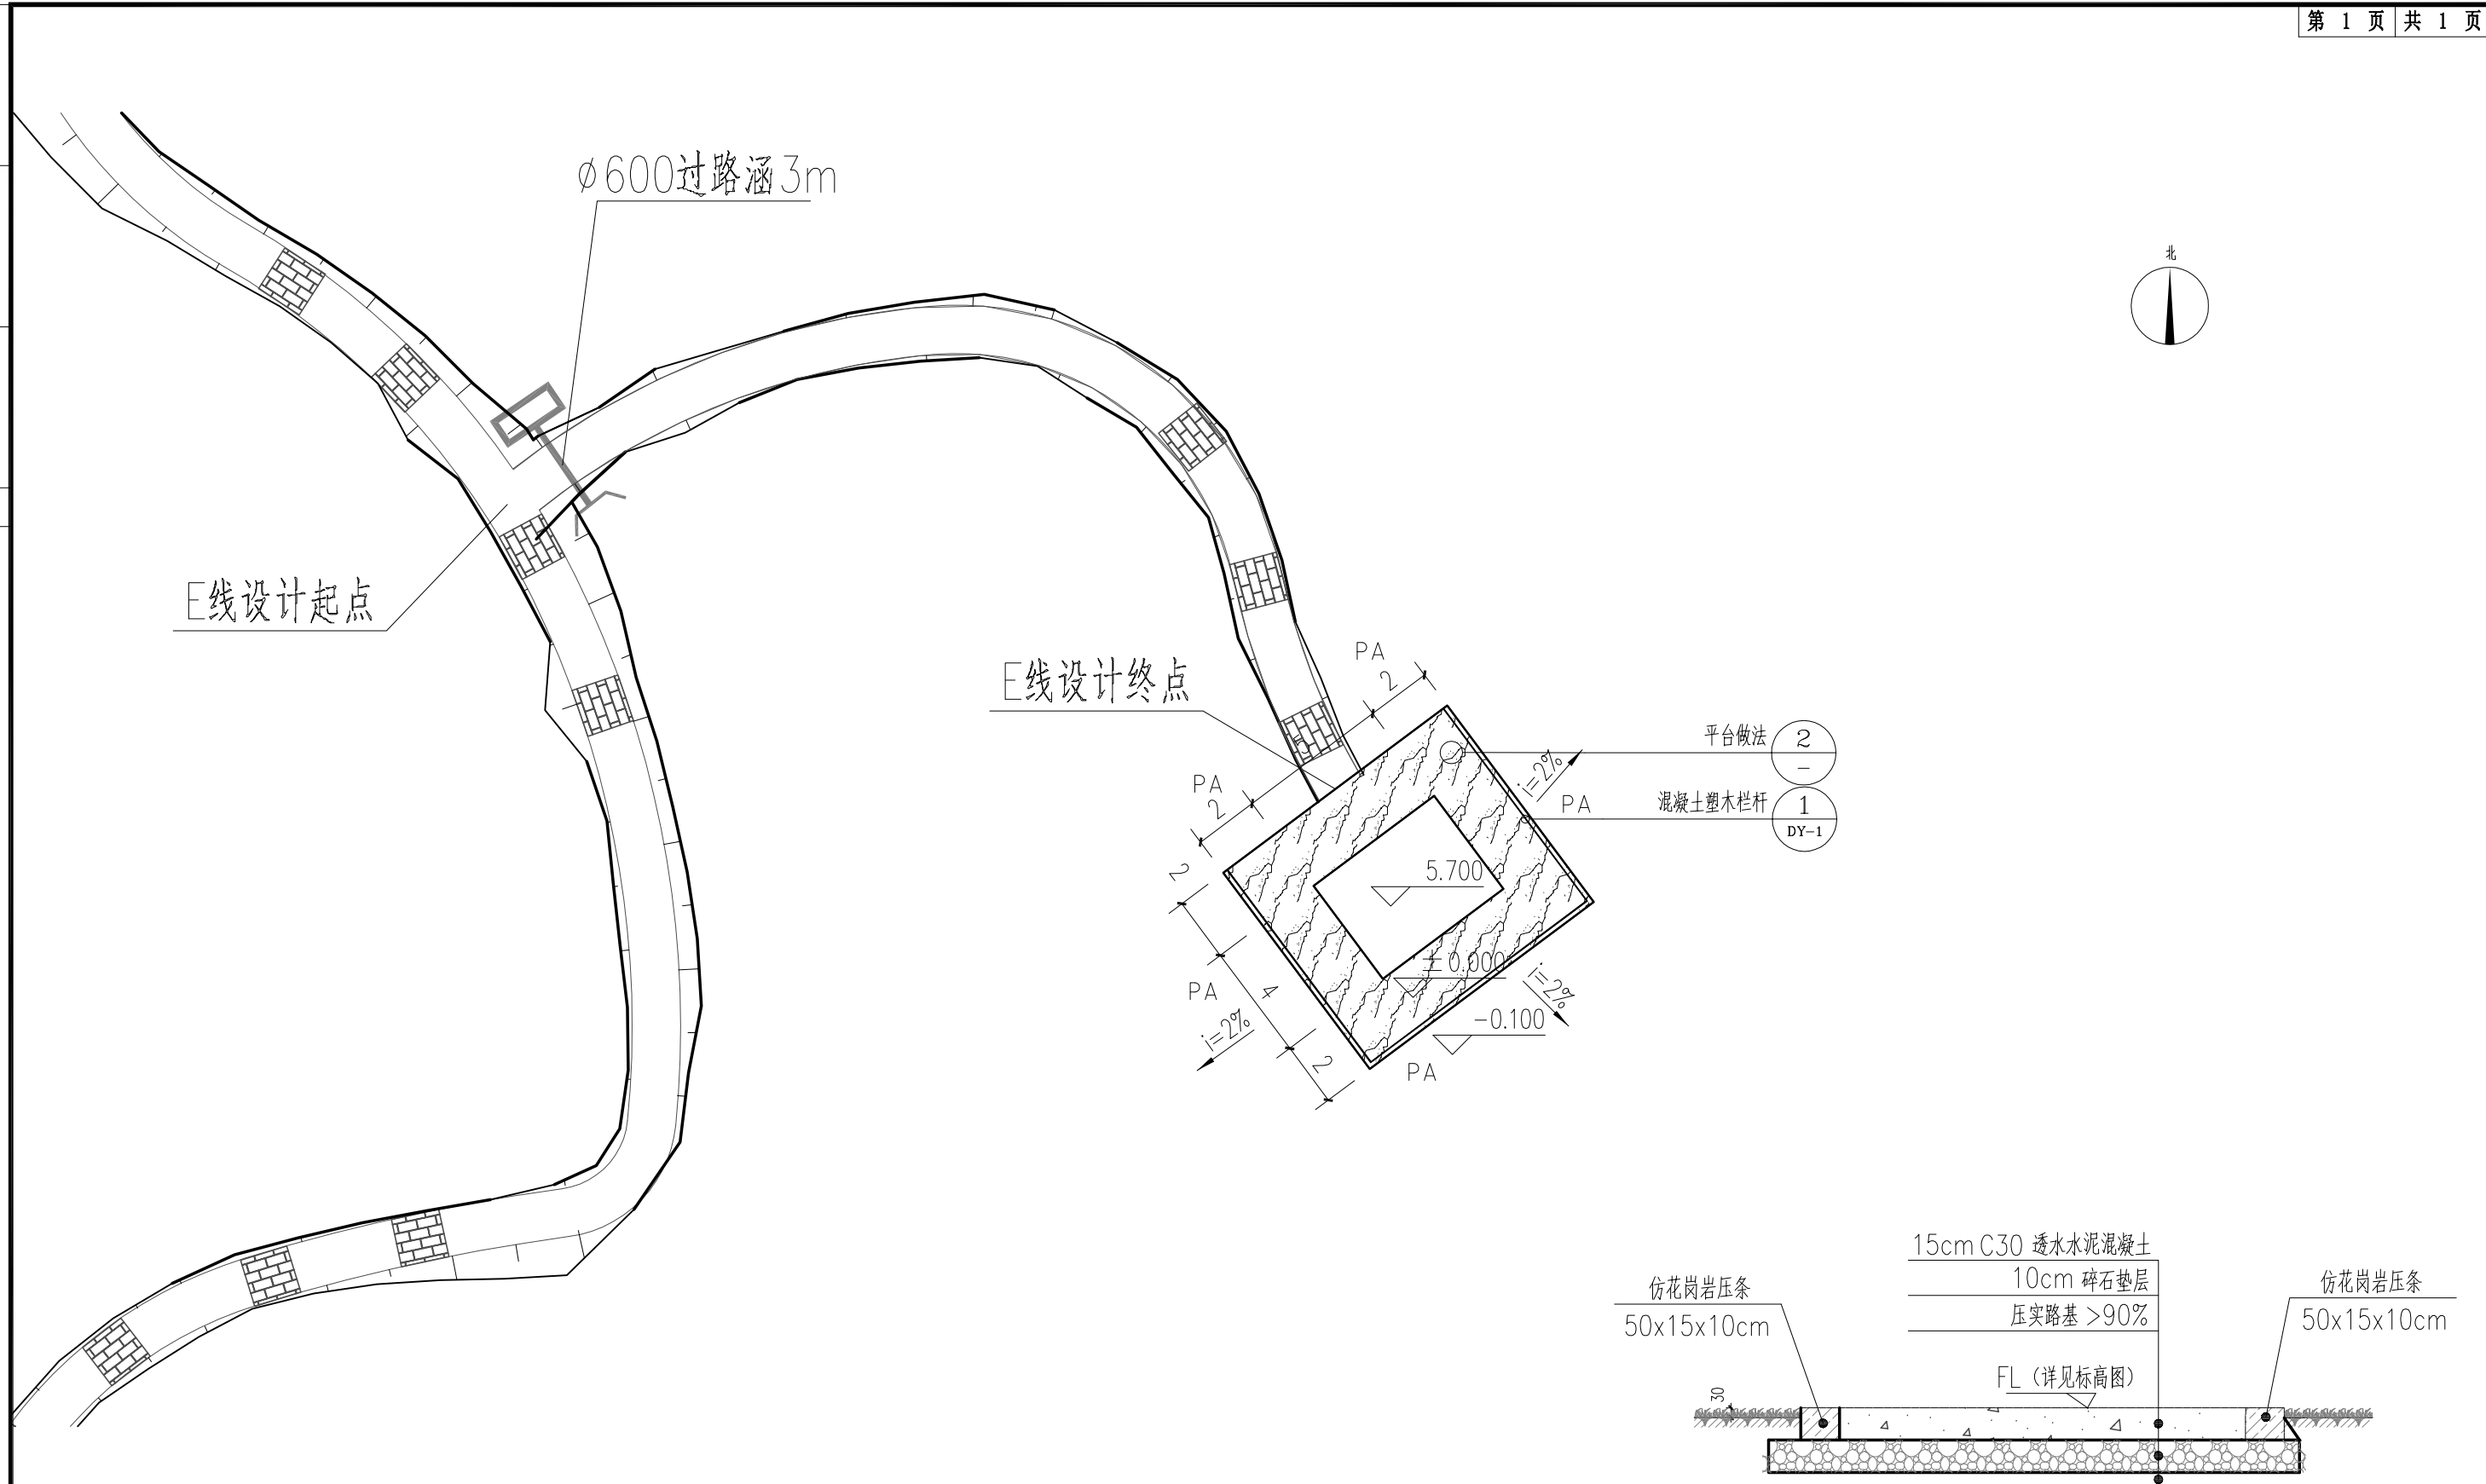 第 1 页 共 1 页
ϕ600过路涵3m
北
E线设计起点
E线设计终点
PA
2
平台做法
2
-
i=2%
PA
2
PA
混凝土塑木栏杆
1
DY-1
2
5.700
±0.000
i=2%
PA
4
-0.100
i=2%
2
PA
15cm C30 透水水泥混凝土
10cm 碎石垫层
压实路基 >90%
仿花岗岩压条
50x15x10cm
仿花岗岩压条
50x15x10cm
FL（详见标高图）
30